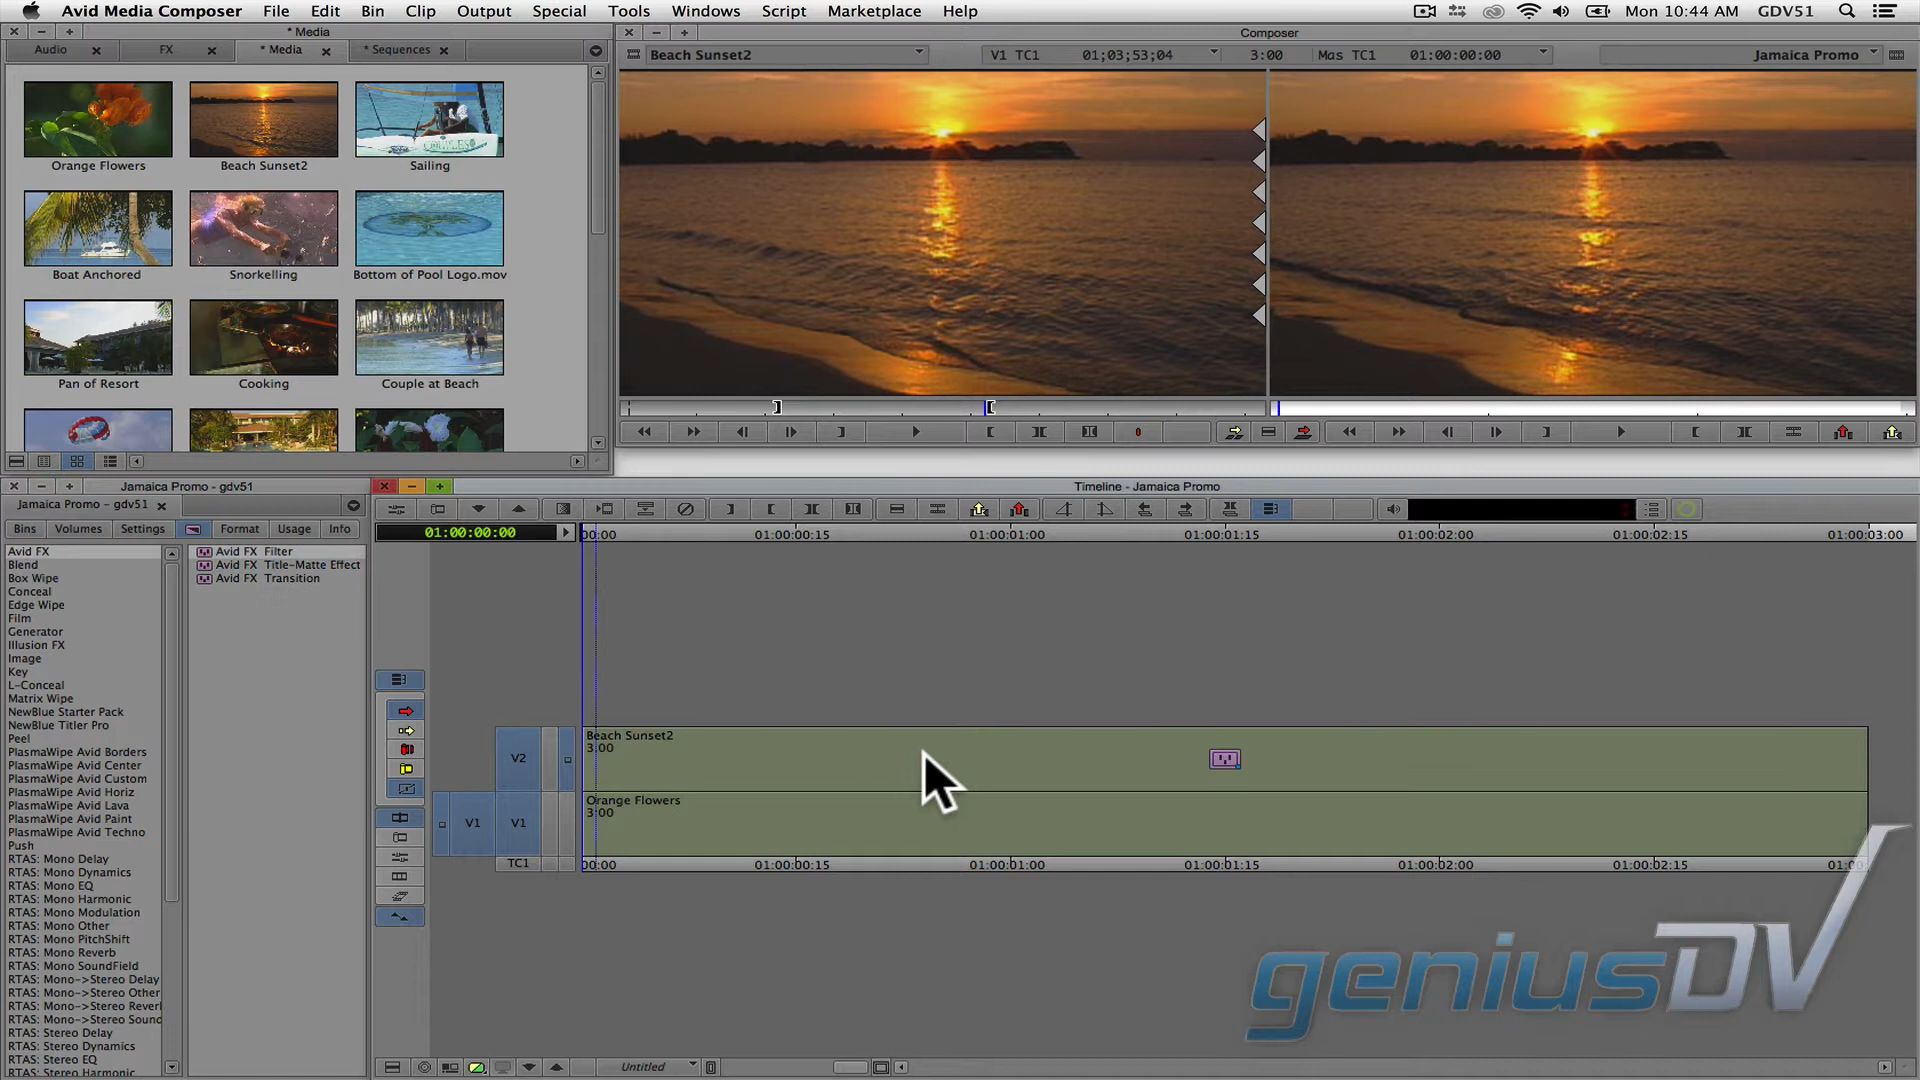 Avid Media Composer File Edit Bin Clip Output Special Tools Windows Script Marketplace Help Mon 10:44 AM GDV51
* Media
Composer
Audio FX * Media * Sequences
Beach Sunset2 V1 TC1 01;03;53;04 3:00 Mas TC1 01:00:00:00 Jamaica Promo
Orange Flowers Beach Sunset2 Sailing
Boat Anchored Snorkelling Bottom of Pool Logo.mov
Pan of Resort Cooking Couple at Beach
Jamaica Promo - gdv51
Timeline - Jamaica Promo
Jamaica Promo - gdv51
Bins Volumes Settings Format Usage Info
01:00:00:00
00:00 01:00:00:15 01:00:01:00 01:00:01:15 01:00:02:00 01:00:02:15 01:00:03:00
Avid FX
Blend
Box Wipe
Conceal
Edge Wipe
Film
Generator
Illusion FX
Image
Key
L-Conceal
Matrix Wipe
NewBlue Starter Pack
NewBlue Titler Pro
Peel
PlasmaWipe Avid Borders
PlasmaWipe Avid Center
PlasmaWipe Avid Custom
PlasmaWipe Avid Horiz
PlasmaWipe Avid Lava
PlasmaWipe Avid Paint
PlasmaWipe Avid Techno
Push
RTAS: Mono Delay
RTAS: Mono Dynamics
RTAS: Mono EQ
RTAS: Mono Harmonic
RTAS: Mono Modulation
RTAS: Mono Other
RTAS: Mono PitchShift
RTAS: Mono Reverb
RTAS: Mono SoundField
RTAS: Mono->Stereo Delay
RTAS: Mono->Stereo Other
RTAS: Mono->Stereo Rever
RTAS: Mono->Stereo Sound
RTAS: Stereo Delay
RTAS: Stereo Dynamics
RTAS: Stereo EQ
RTAS: Stereo Harmonic
Avid FX Filter
Avid FX Title-Matte Effect
Avid FX Transition
V2
Beach Sunset2
3:00
V1 V1
Orange Flowers
3:00
TC1
00:00 01:00:00:15 01:00:01:00 01:00:01:15 01:00:02:00 01:00:02:15 01:00:
geniusDV
Untitled